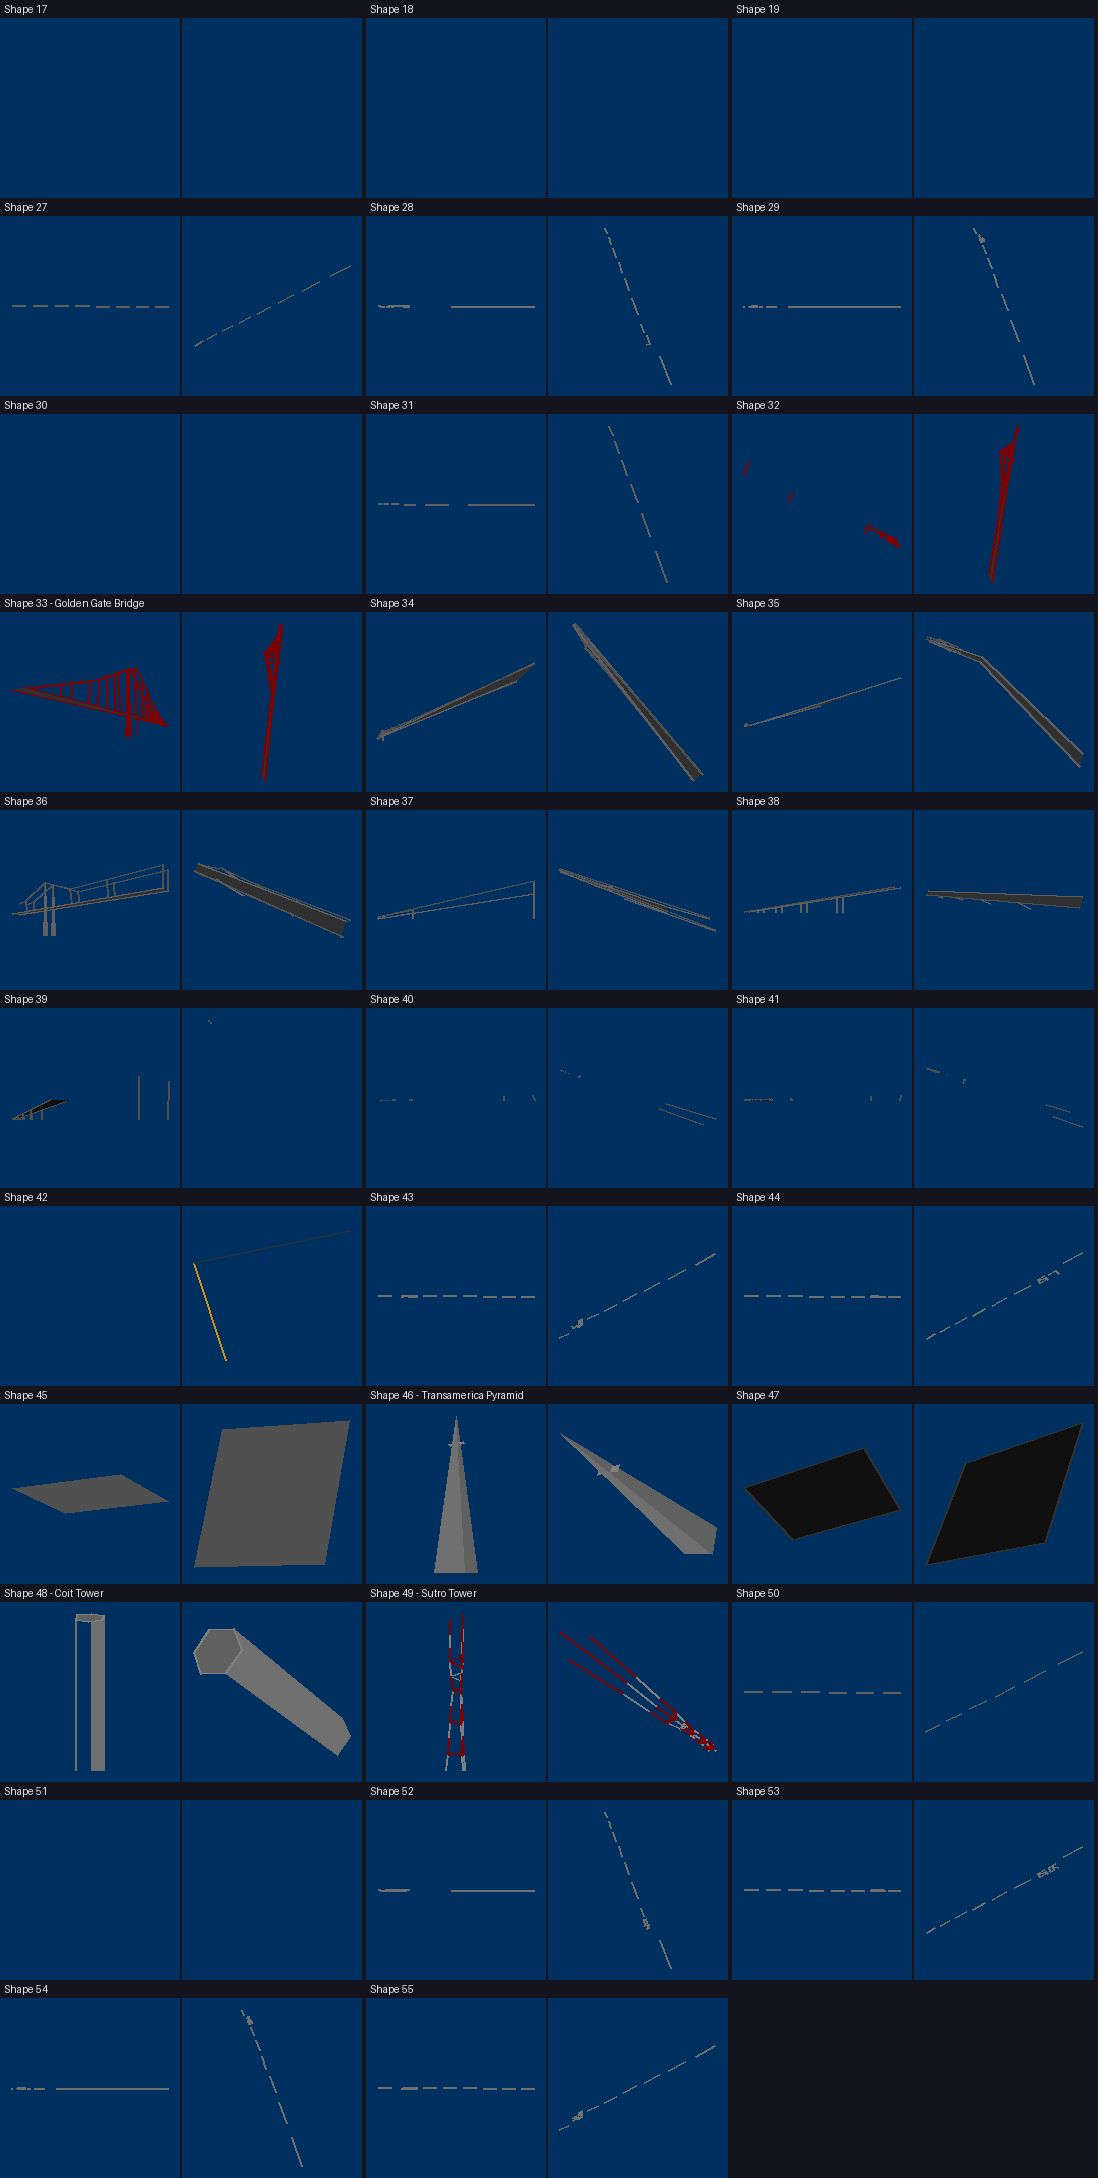 Shape 17
Shape 18
Shape 19
Shape 27
Shape 28
Shape 29
Shape 30
Shape 31
Shape 32
Shape 33 - Golden Gate Bridge
Shape 34
Shape 35
Shape 36
Shape 37
Shape 38
Shape 39
Shape 40
Shape 41
Shape 42
Shape 43
Shape 44
Shape 45
Shape 46 - Transamerica Pyramid
Shape 47
Shape 48 - Coit Tower
Shape 49 - Sutro Tower
Shape 50
Shape 51
Shape 52
Shape 53
Shape 54
Shape 55